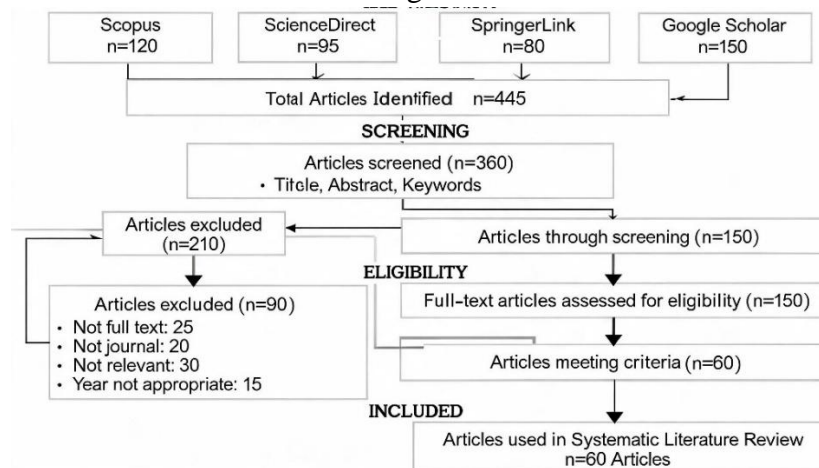 Scopus
n=120
ScienceDirect
n=95
SpringerLink
n=80
Google Scholar
n=150
Total Articles Identified n=445
SCREENING
Articles screened (n=360)
• Title, Abstract, Keywords
Articles excluded
(n=210)
Articles through screening (n=150)
ELIGIBILITY
Articles excluded (n=90)
• Not full text: 25
• Not journal: 20
• Not relevant: 30
• Year not appropriate: 15
Full-text articles assessed for eligibility (n=150)
Articles meeting criteria (n=60)
INCLUDED
Articles used in Systematic Literature Review
n=60 Articles